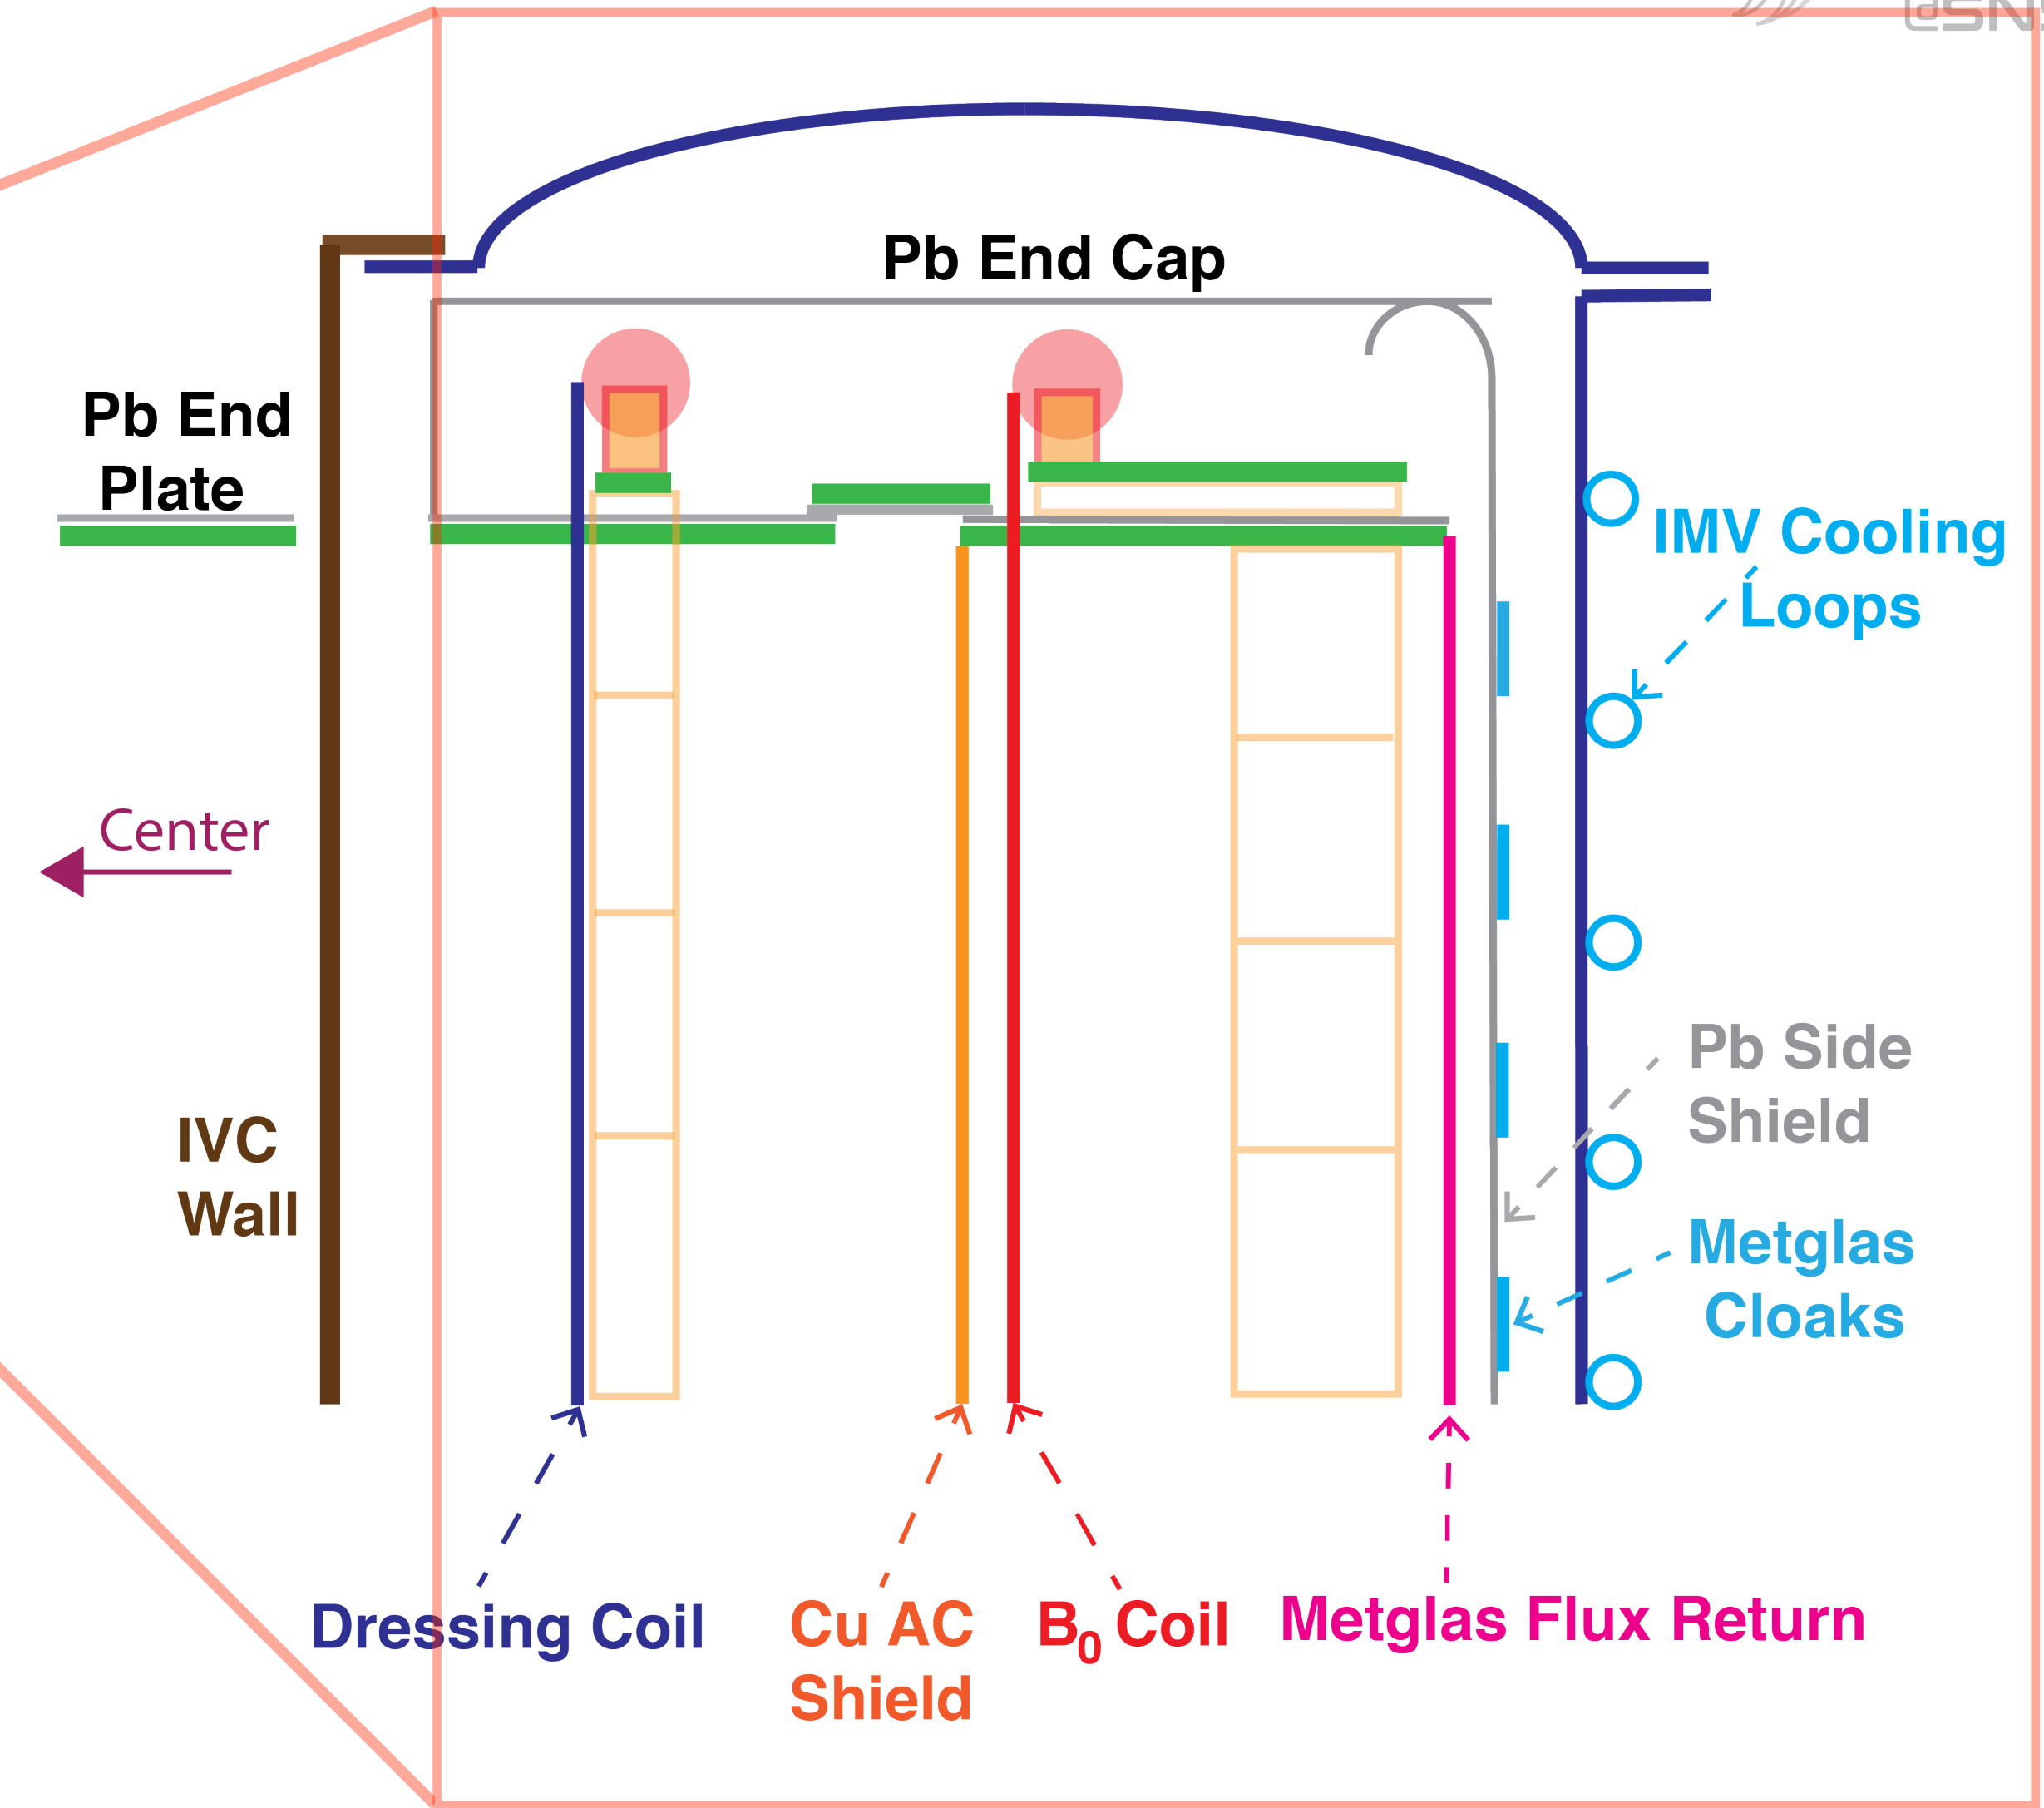 Pb End Cap
Pb End
Plate
IMV Cooling
Loops
Center
Pb Side
Shield
IVC
Wall
Metglas
Cloaks
Dressing Coil
Cu AC
Shield
B0 Coil
Metglas Flux Return